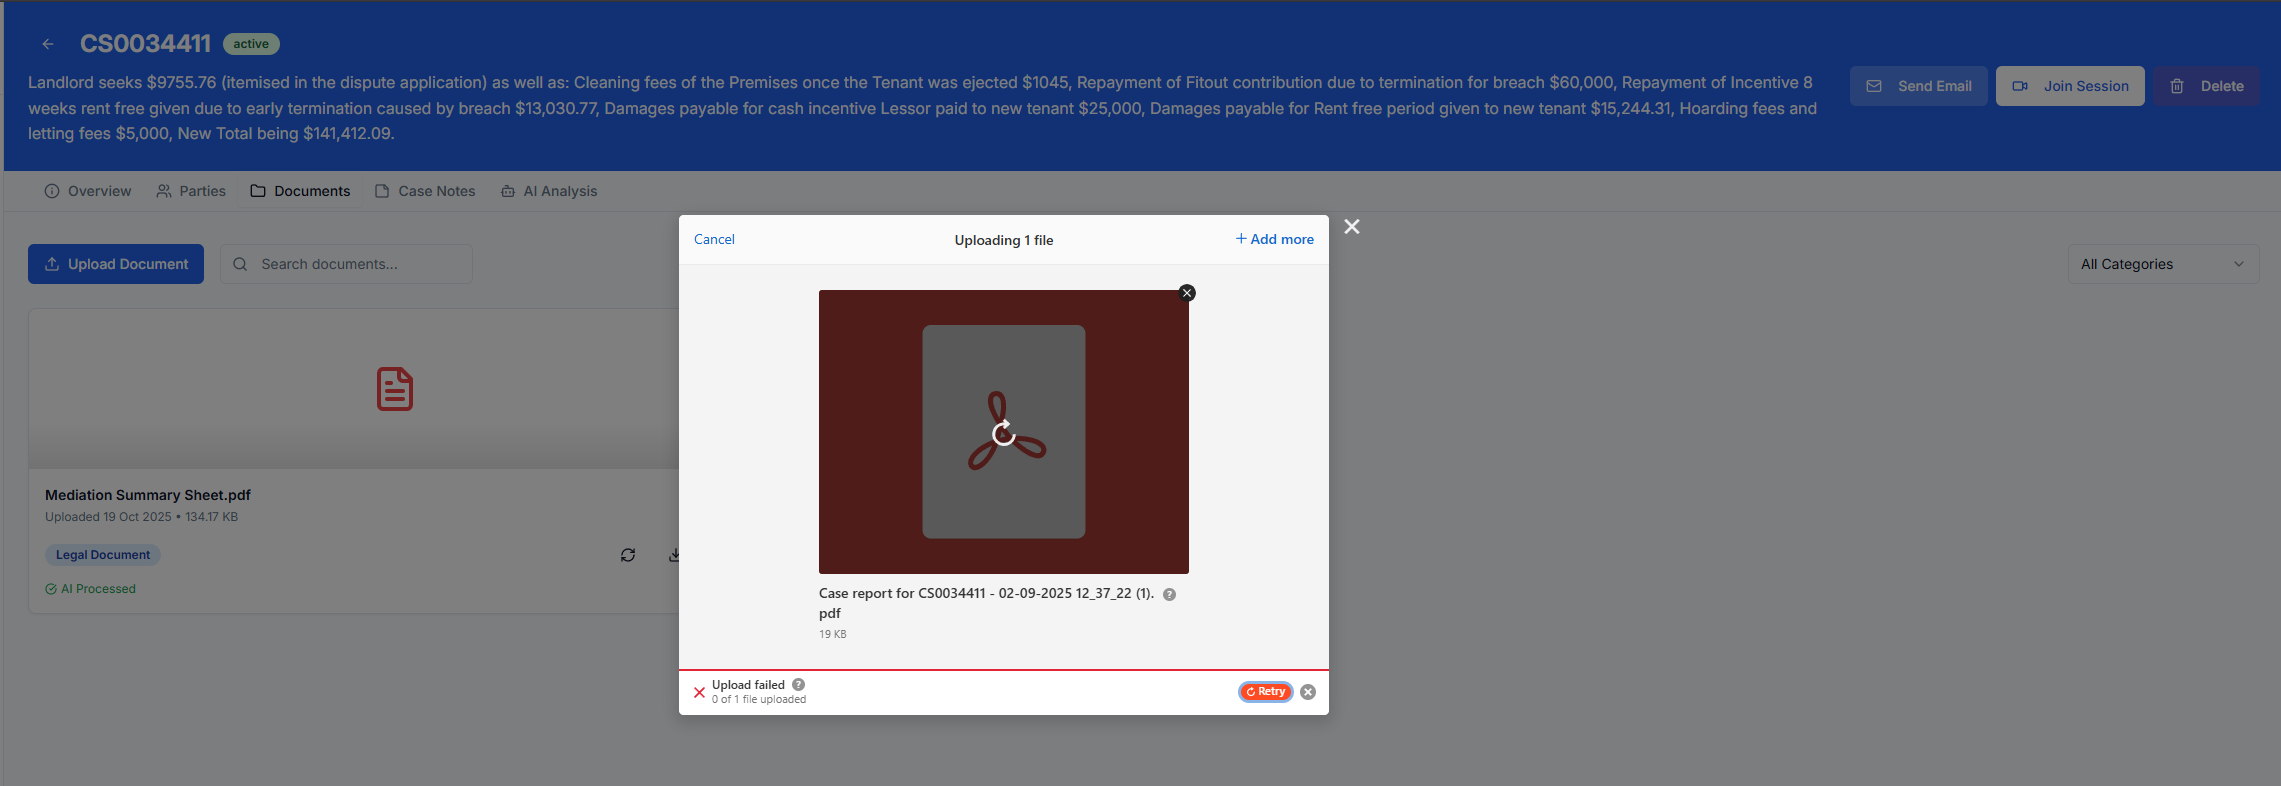 CS0034411 active
Landlord seeks $9755.76 (itemised in the dispute application) as well as: Cleaning fees of the Premises once the Tenant was ejected $1045, Repayment of Fitout contribution due to termination for breach $60,000, Repayment of Incentive 8
weeks rent free given due to early termination caused by breach $13,030.77, Damages payable for cash incentive Lessor paid to new tenant $25,000, Damages payable for Rent free period given to new tenant $15,244.31, Hoarding fees and
letting fees $5,000, New Total being $141,412.09.
Send Email Join Session Delete
Overview Parties Documents Case Notes AI Analysis
Upload Document Search documents... All Categories
Mediation Summary Sheet.pdf
Uploaded 19 Oct 2025 • 134.17 KB
Legal Document
AI Processed
Cancel Uploading 1 file + Add more
Case report for CS0034411 - 02-09-2025 12_37_22 (1).
pdf
19 KB
Upload failed
0 of 1 file uploaded
Retry